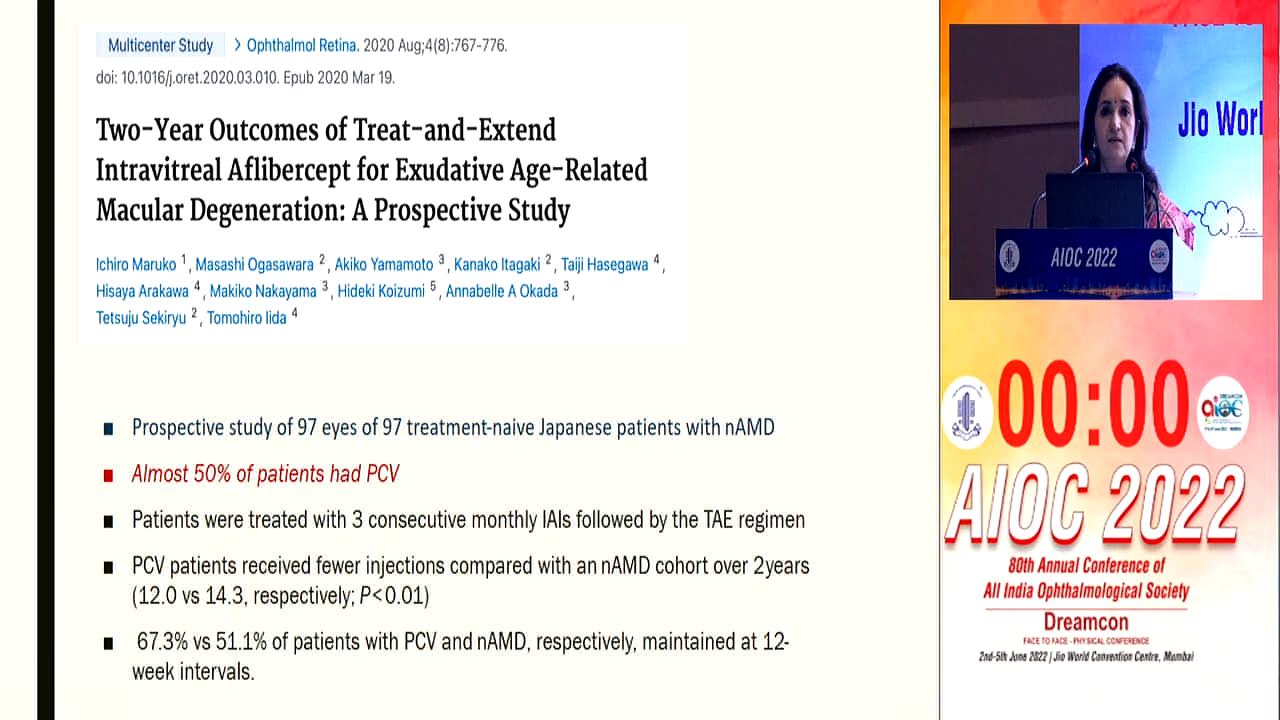 Multicenter Study > Ophthalmol Retina. 2020 Aug;4(8):767-776.
doi: 10.1016/j.oret.2020.03.010. Epub 2020 Mar 19.
Two-Year Outcomes of Treat-and-Extend
Intravitreal Aflibercept for Exudative Age-Related
Macular Degeneration: A Prospective Study
Ichiro Maruko 1, Masashi Ogasawara 2, Akiko Yamamoto 3, Kanako Itagaki 2, Taiji Hasegawa 4,
Hisaya Arakawa 4, Makiko Nakayama 3, Hideki Koizumi 5, Annabelle A Okada 3,
Tetsuju Sekiryu 2, Tomohiro Iida 4
■ Prospective study of 97 eyes of 97 treatment-naive Japanese patients with nAMD
■ Almost 50% of patients had PCV
■ Patients were treated with 3 consecutive monthly IAIs followed by the TAE regimen
■ PCV patients received fewer injections compared with an nAMD cohort over 2years
(12.0 vs 14.3, respectively; P<0.01)
■ 67.3% vs 51.1% of patients with PCV and nAMD, respectively, maintained at 12-
week intervals.
Jio Worl
AIOC 2022
00:00
AIOC 2022
80th Annual Conference of
All India Ophthalmological Society
Dreamcon
FACE TO FACE - PHYSICAL CONFERENCE
2nd-5th June 2022 | Jio World Convention Centre, Mumbai